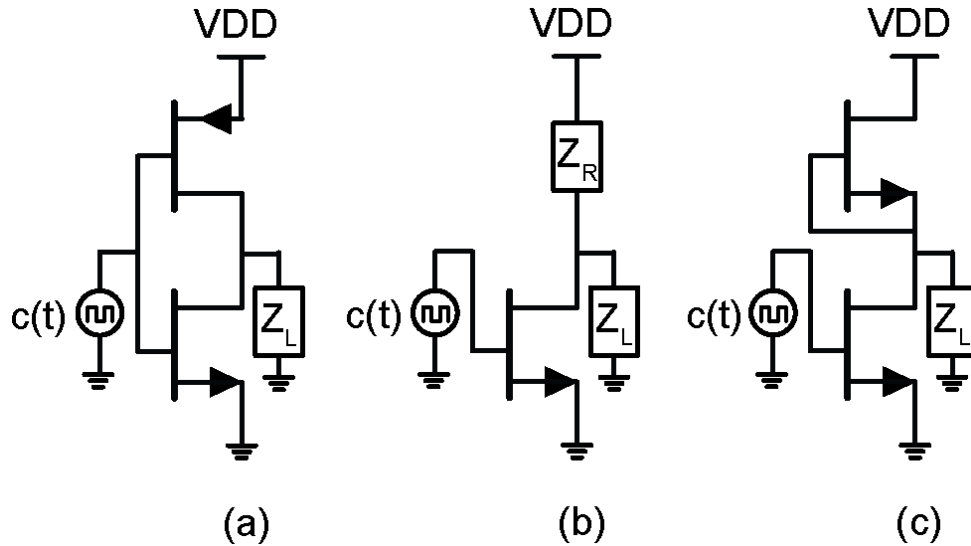 VDD
c(t)
Z_L
(a)
VDD
Z_R
c(t)
Z_L
(b)
VDD
c(t)
Z_L
(c)